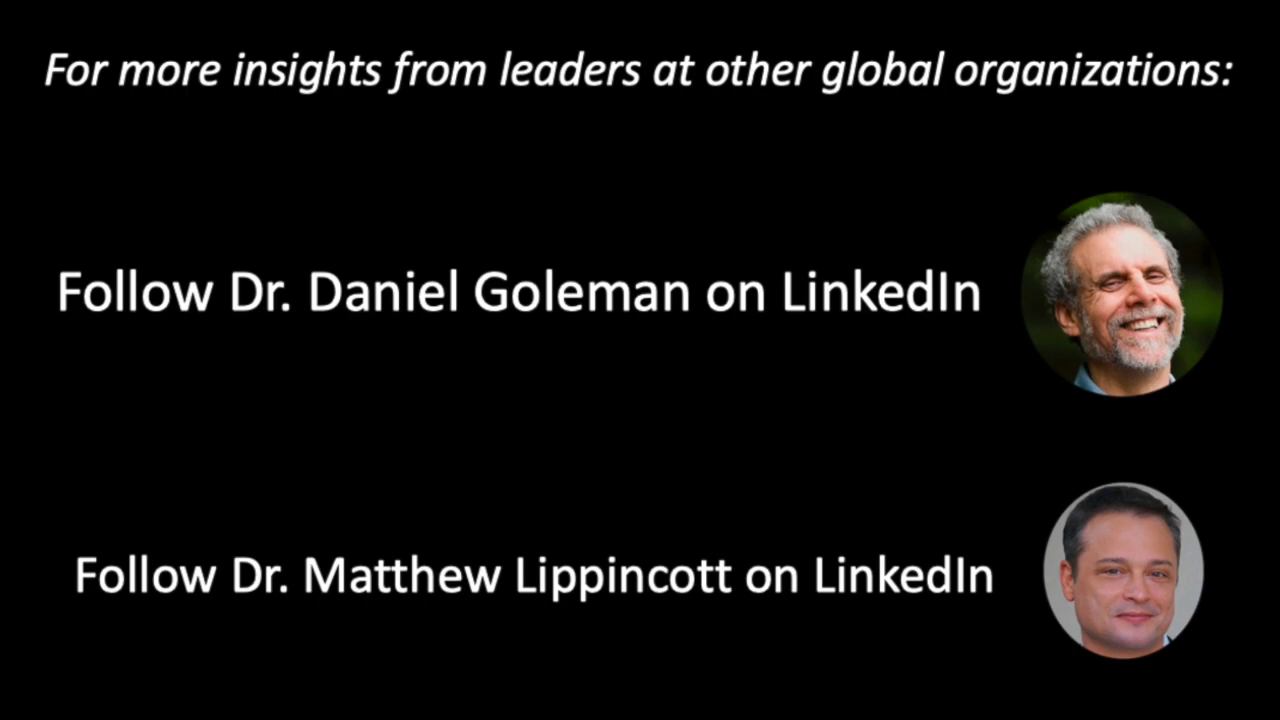 For more insights from leaders at other global organizations:
Follow Dr. Daniel Goleman on LinkedIn
Follow Dr. Matthew Lippincott on LinkedIn